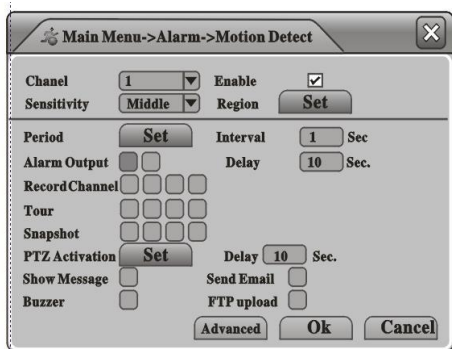 Main Menu->Alarm->Motion Detect
Chanel 1 Enable
Sensitivity Middle Region Set
Period Set Interval 1 Sec
Alarm Output Delay 10 Sec.
Record Channel
Tour
Snapshot
PTZ Activation Set Delay 10 Sec.
Show Message Send Email
Buzzer FTP upload
Advanced Ok Cancel